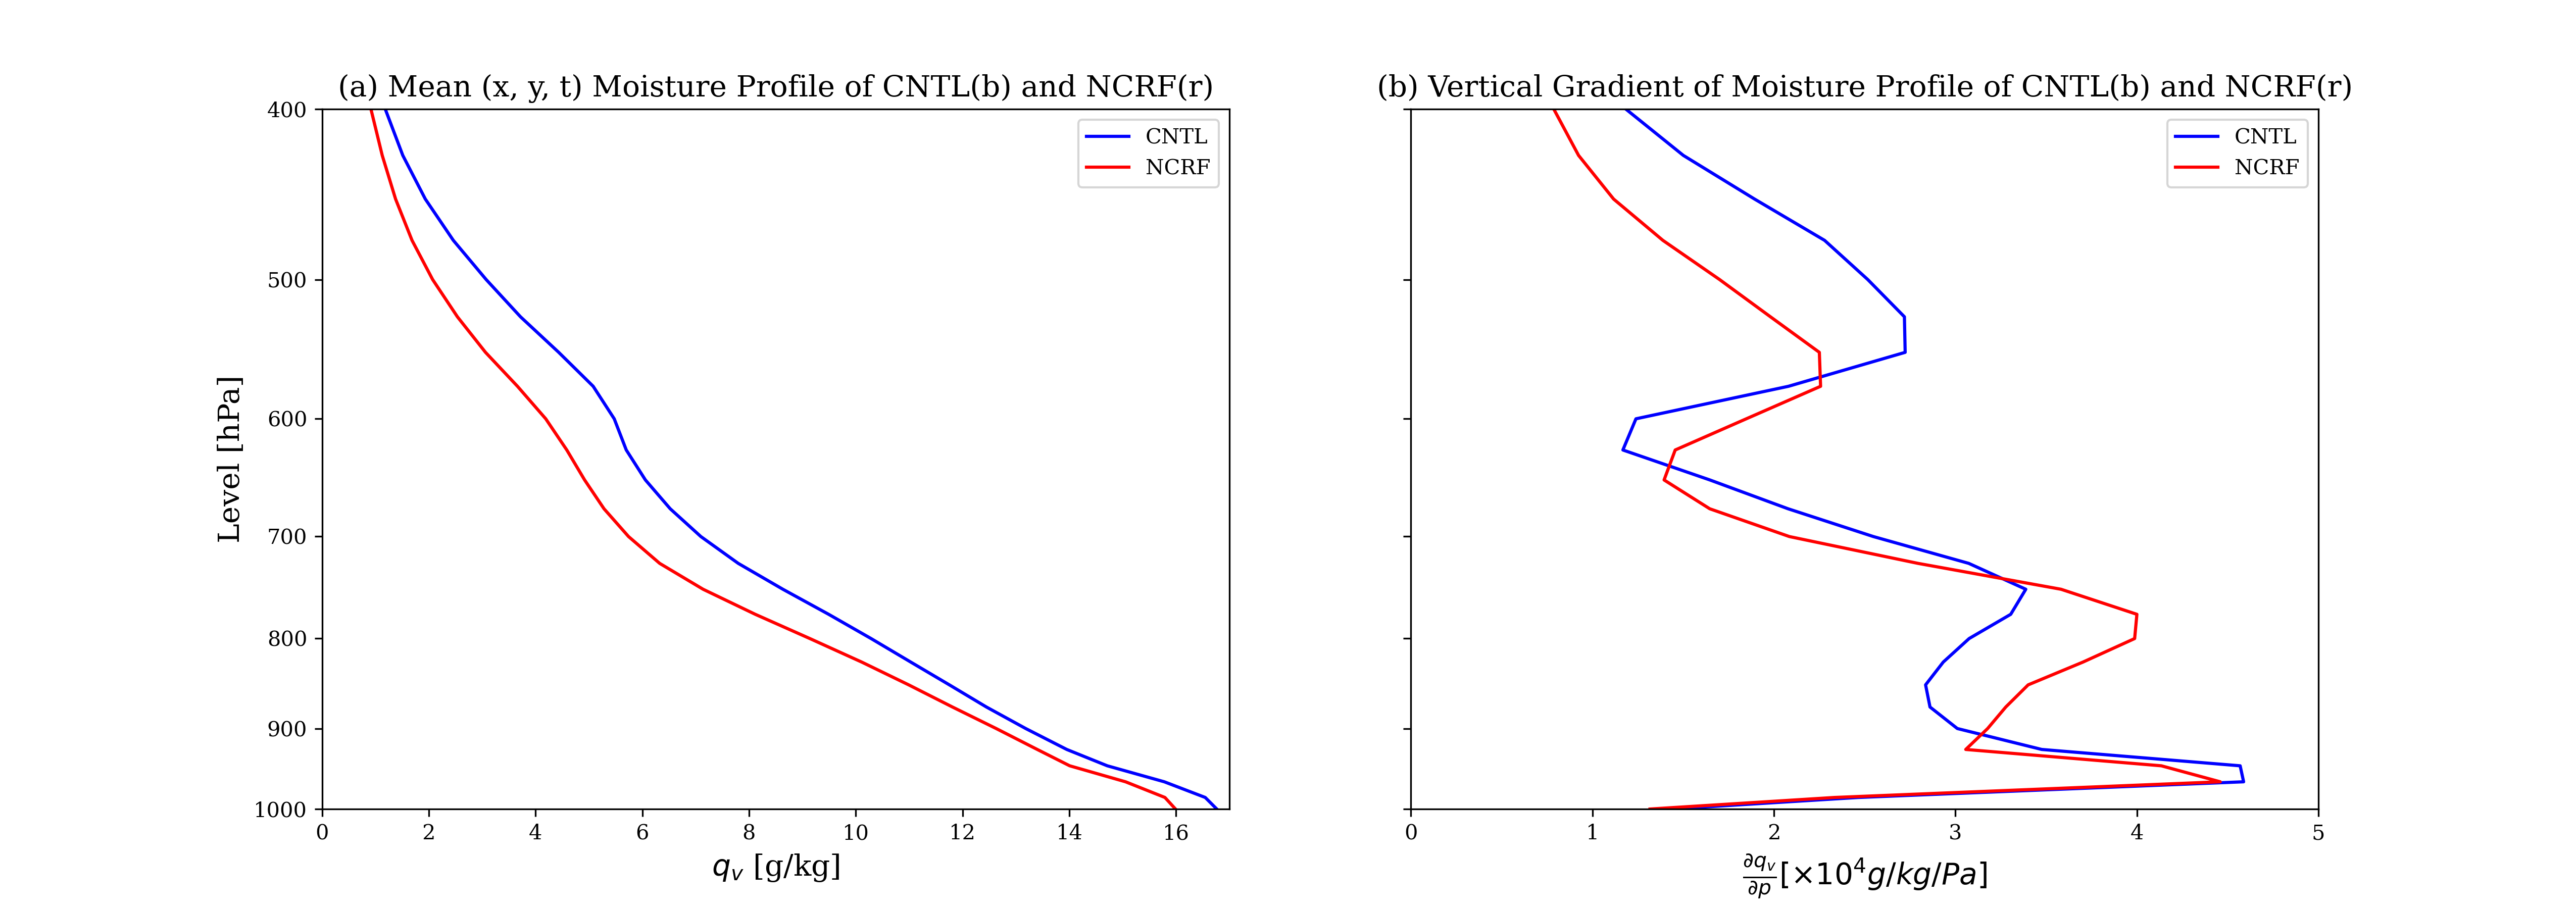 (a) Mean (x, y, t) Moisture Profile of CNTL(b) and NCRF(r)
CNTL
NCRF
400
500
600
700
800
900
1000
Level [hPa]
0 2 4 6 8 10 12 14 16
q_v [g/kg]
(b) Vertical Gradient of Moisture Profile of CNTL(b) and NCRF(r)
CNTL
NCRF
0 1 2 3 4 5
∂q_v/∂p [×10⁴g/kg/Pa]